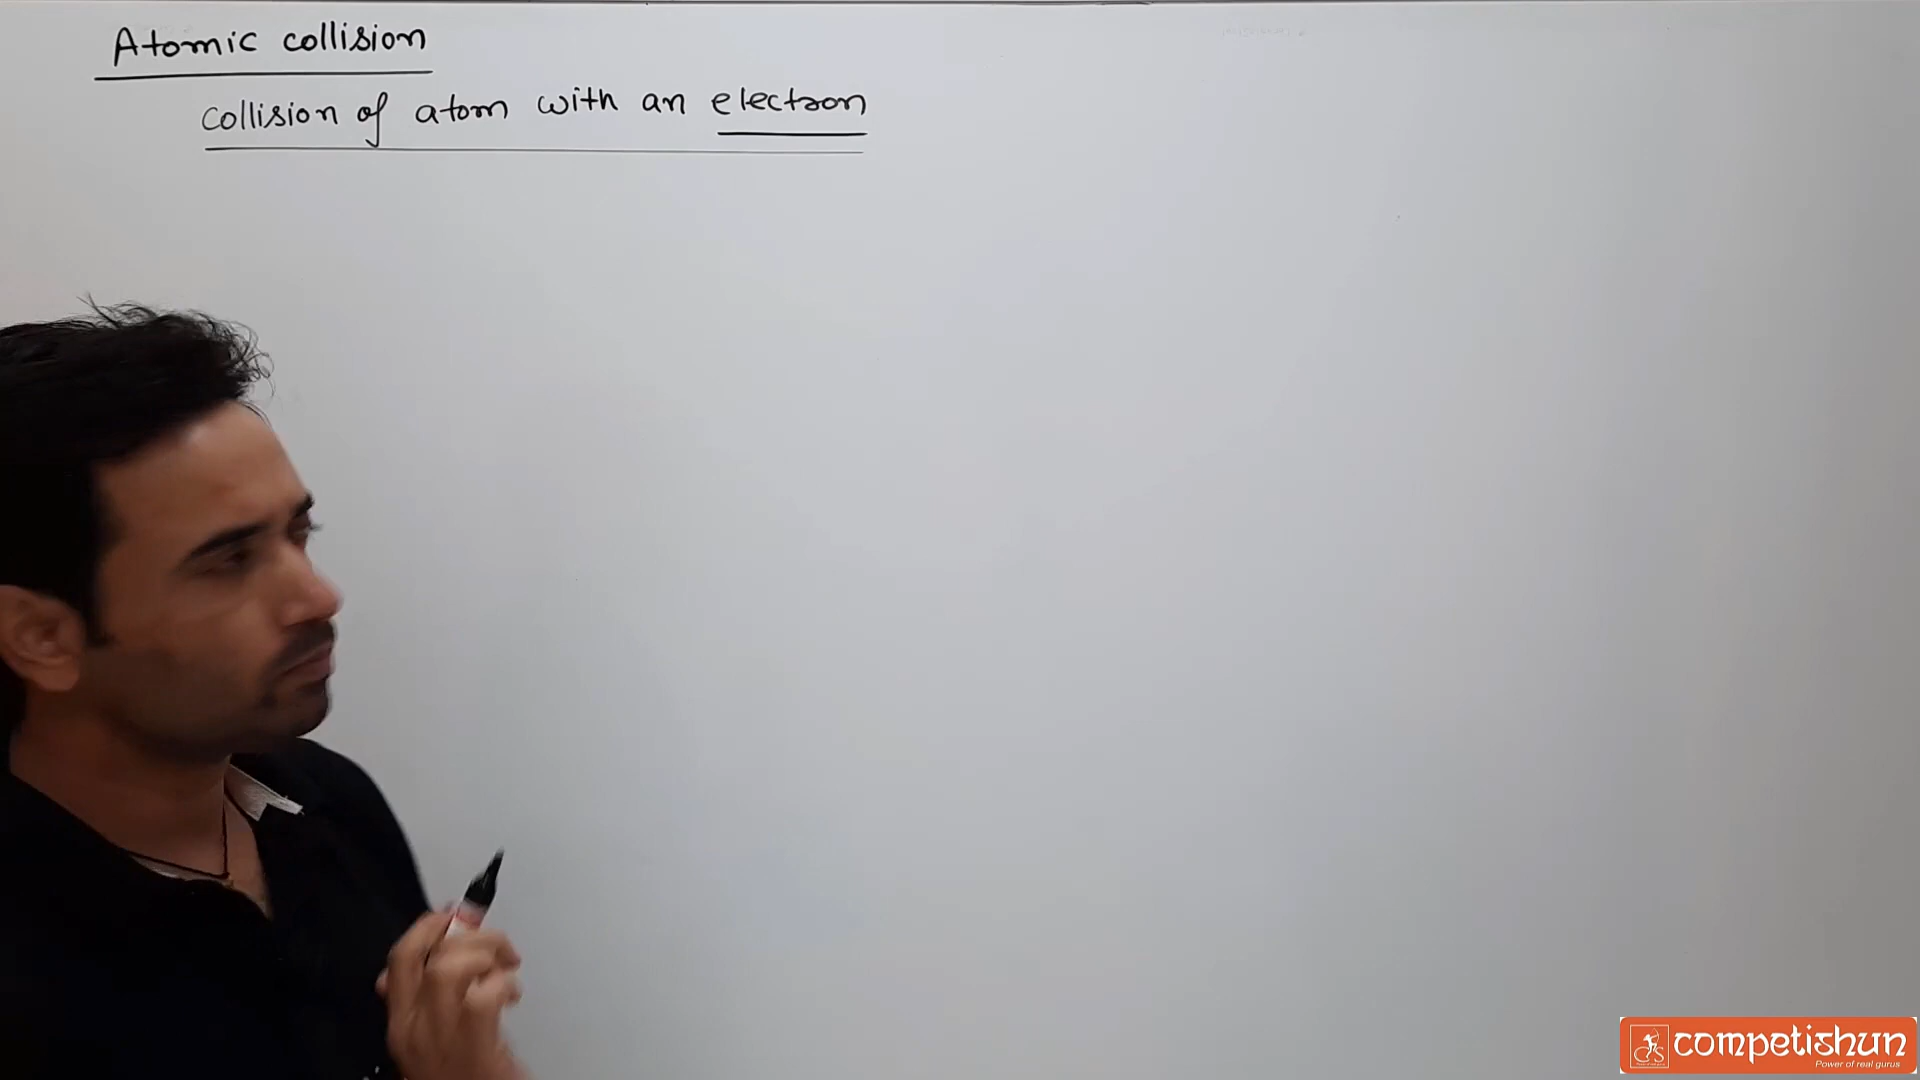 Atomic collision
collision of atom with an electron
competishun
Power of real gurus